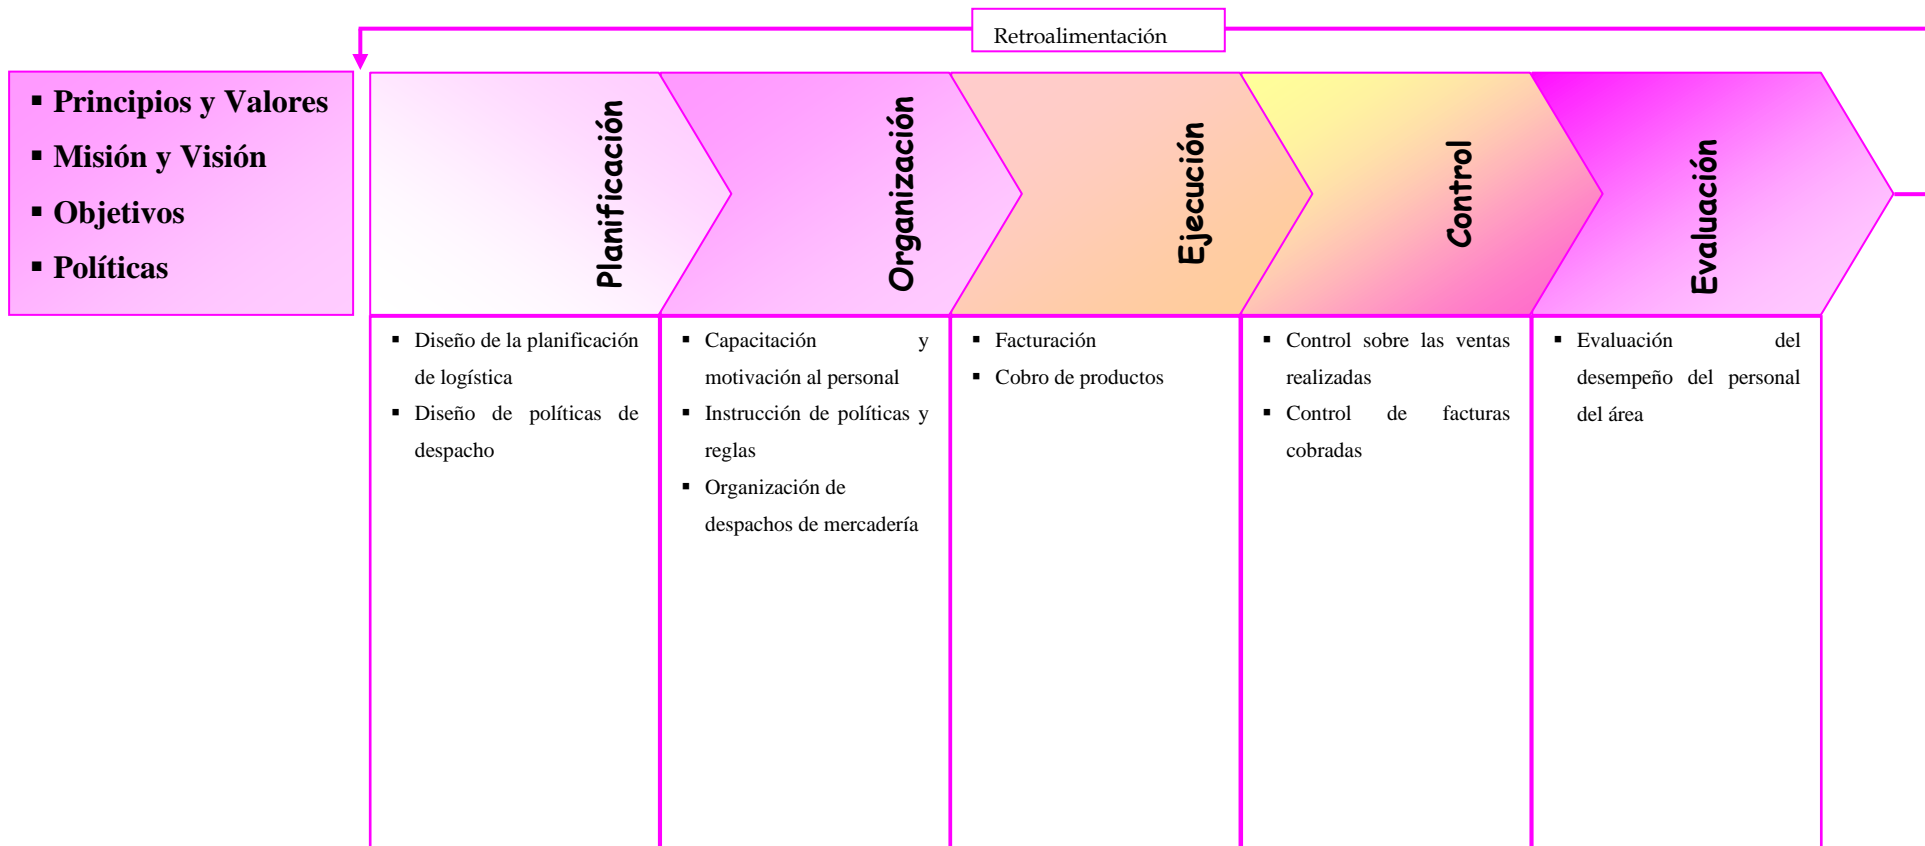 Retroalimentación
▪ Principios y Valores
▪ Misión y Visión
▪ Objetivos
▪ Políticas
Planificación
Organización
Ejecución
Control
Evaluación
▪ Diseño de la planificación
de logística
▪ Diseño de políticas de
despacho
▪ Capacitación y
motivación al personal
▪ Instrucción de políticas y
reglas
▪ Organización de
despachos de mercadería
▪ Facturación
▪ Cobro de productos
▪ Control sobre las ventas
realizadas
▪ Control de facturas
cobradas
▪ Evaluación del
desempeño del personal
del área